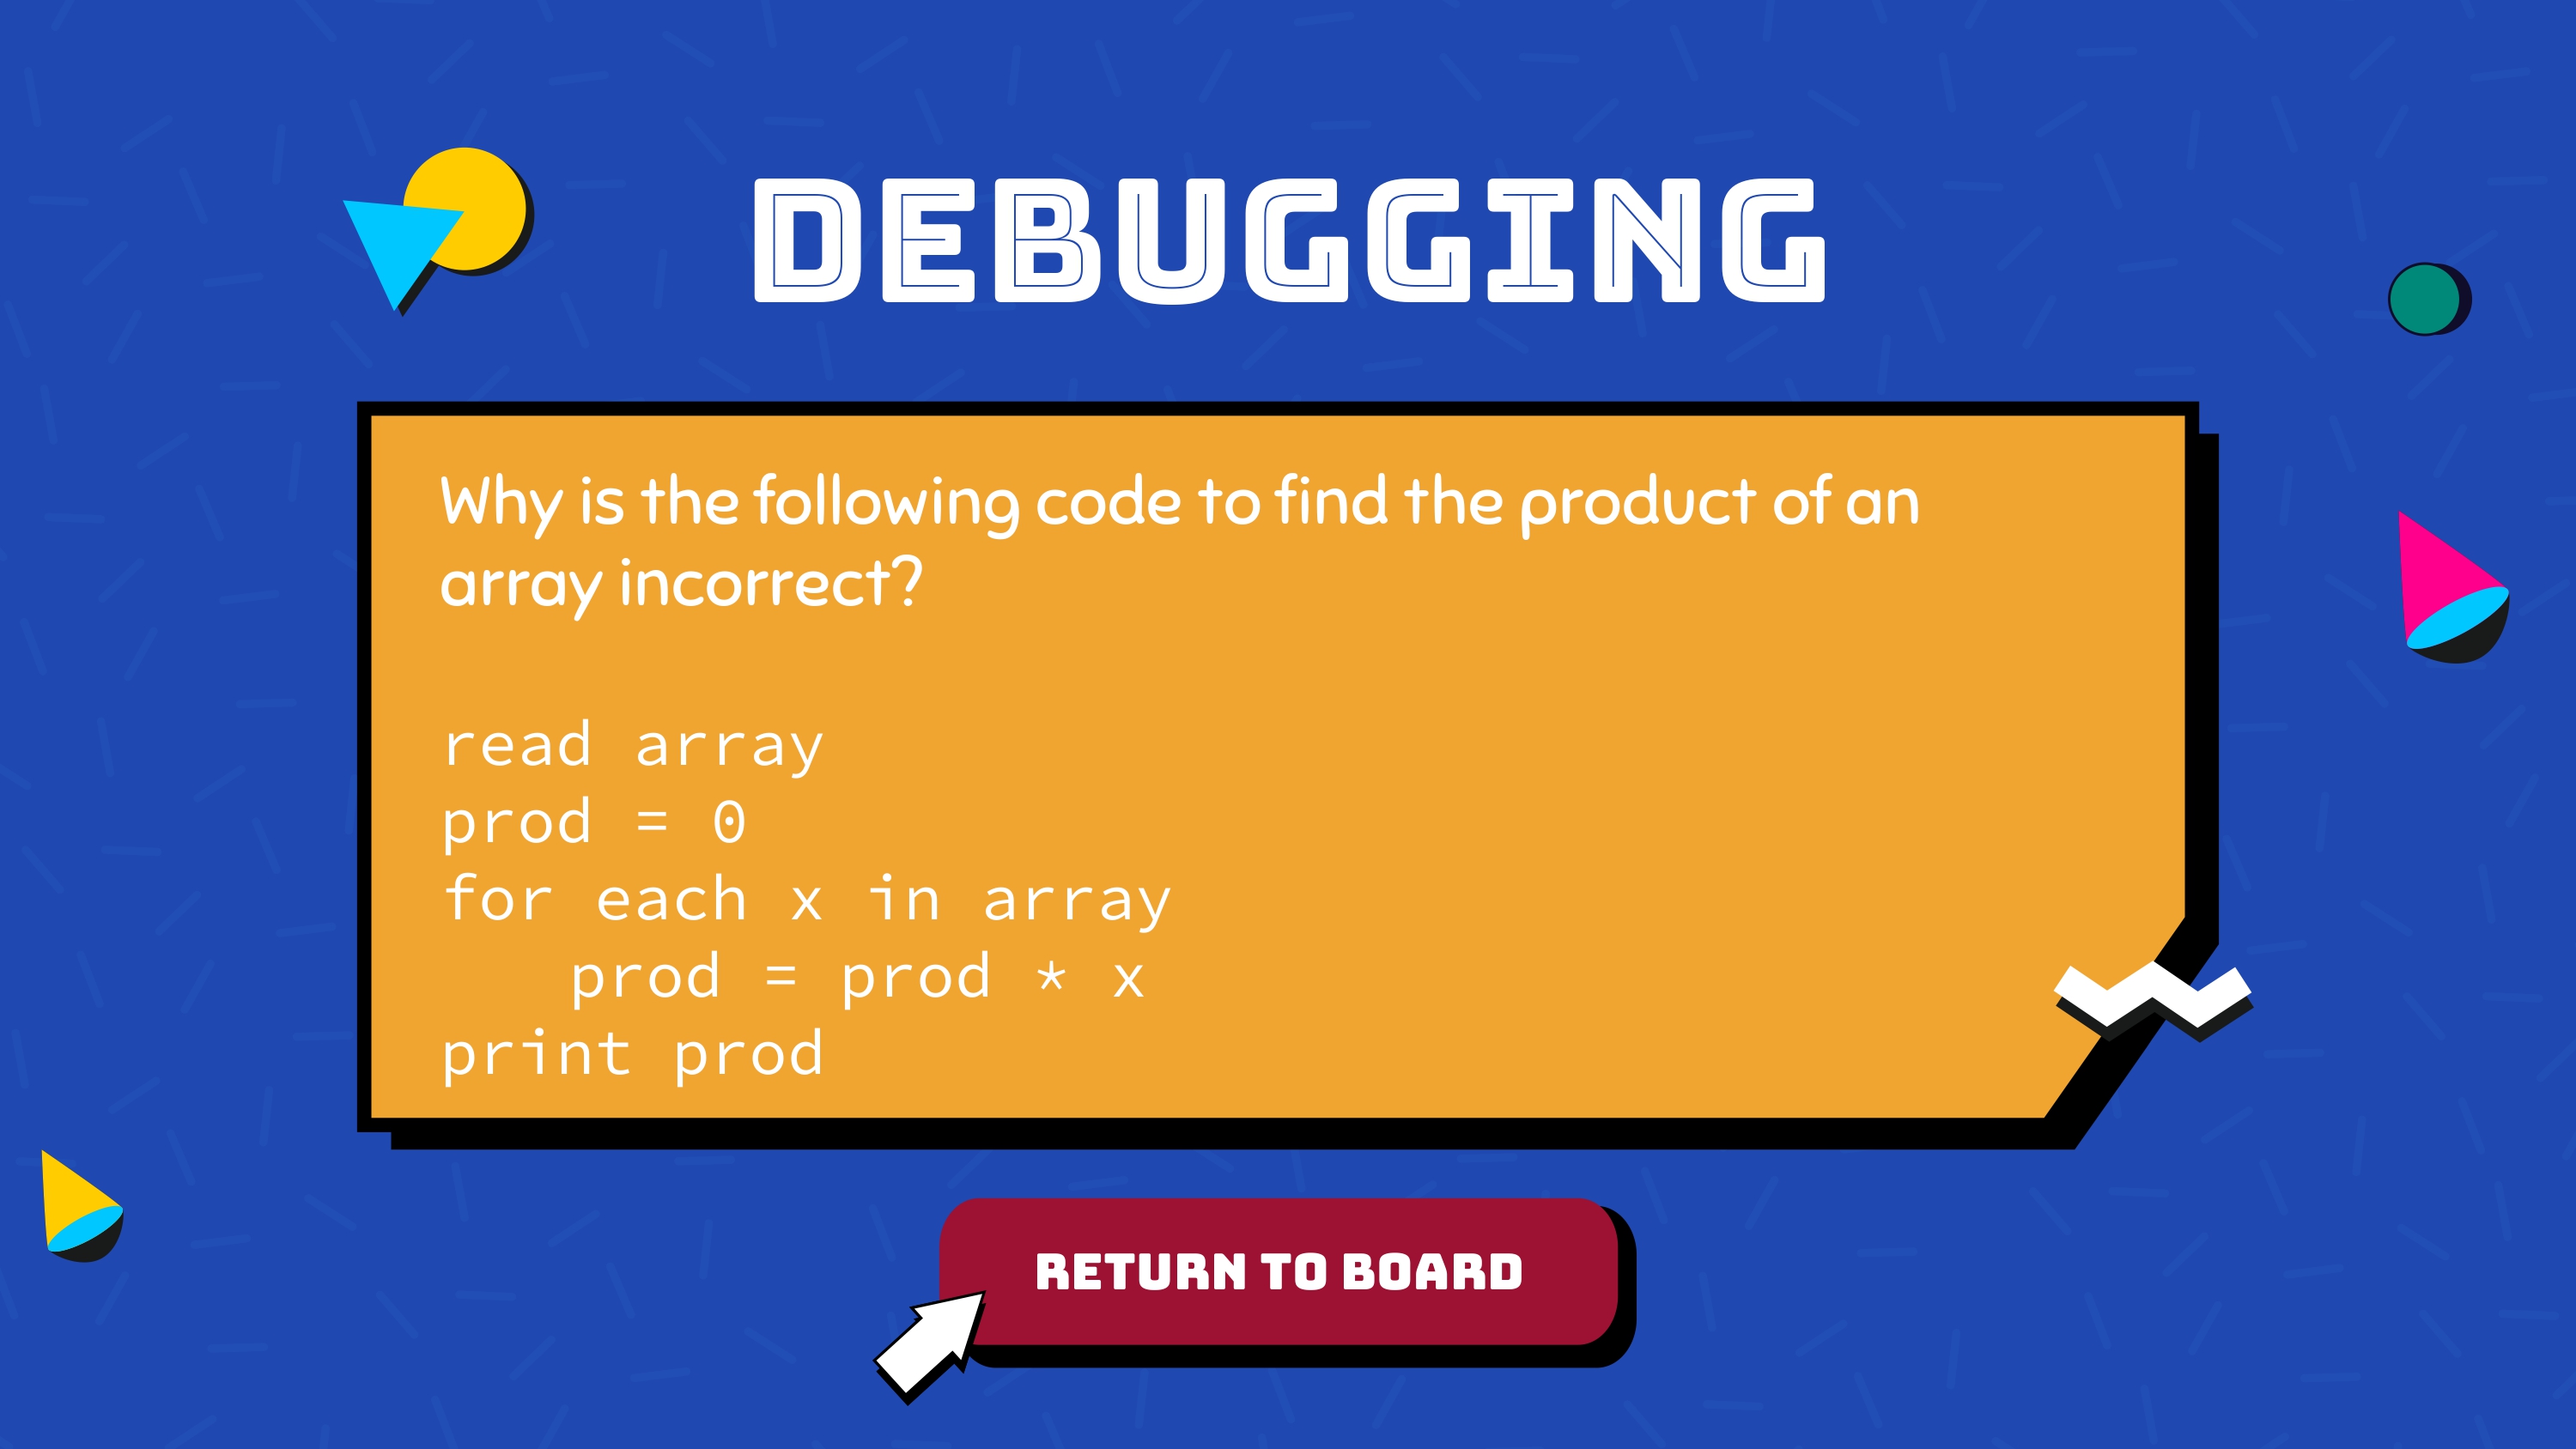 DEBUGGING
Why is the following code to find the product of an
array incorrect?
read array
prod = 0
for each x in array
    prod = prod * x
print prod
RETURN TO BOARD